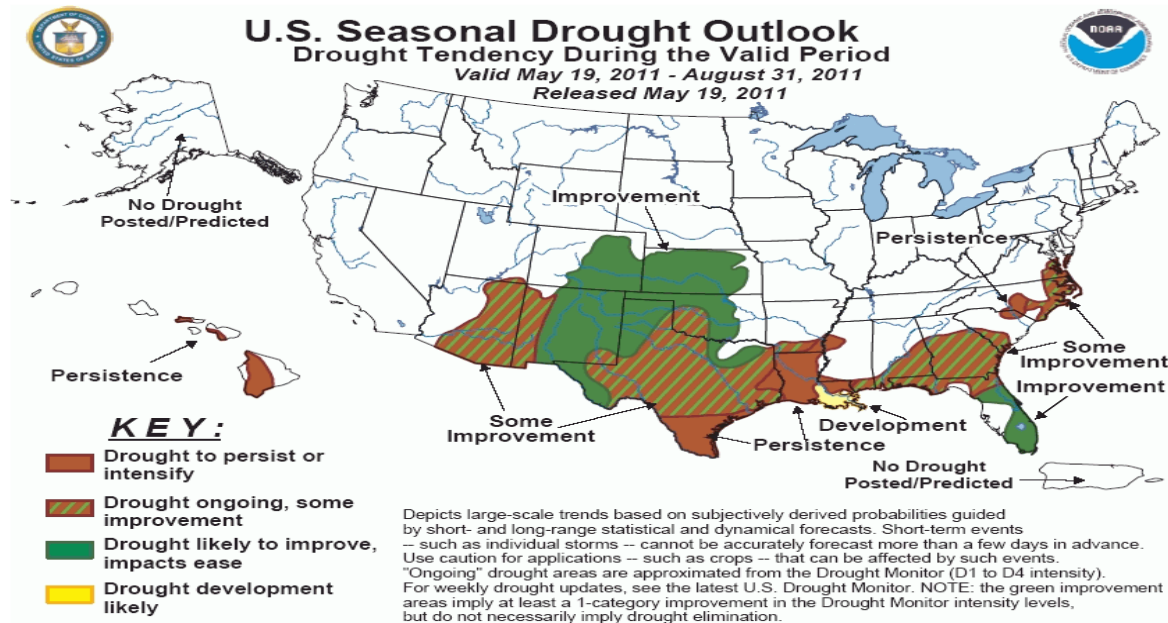 U.S. Seasonal Drought Outlook
Drought Tendency During the Valid Period
Valid May 19, 2011 - August 31, 2011
Released May 19, 2011
DEPARTMENT OF COMMERCE
UNITED STATES OF AMERICA
NOAA
No Drought
Posted/Predicted
Improvement
Persistence
Persistence
Some
Improvement
Some
Improvement
Improvement
Development
Persistence
No Drought
Posted/Predicted
KEY:
Drought to persist or
intensify
Drought ongoing, some
improvement
Drought likely to improve,
impacts ease
Drought development
likely
Depicts large-scale trends based on subjectively derived probabilities guided
by short- and long-range statistical and dynamical forecasts. Short-term events
-- such as individual storms -- cannot be accurately forecast more than a few days in advance.
Use caution for applications -- such as crops -- that can be affected by such events.
"Ongoing" drought areas are approximated from the Drought Monitor (D1 to D4 intensity).
For weekly drought updates, see the latest U.S. Drought Monitor. NOTE: the green improvement
areas imply at least a 1-category improvement in the Drought Monitor intensity levels,
but do not necessarily imply drought elimination.